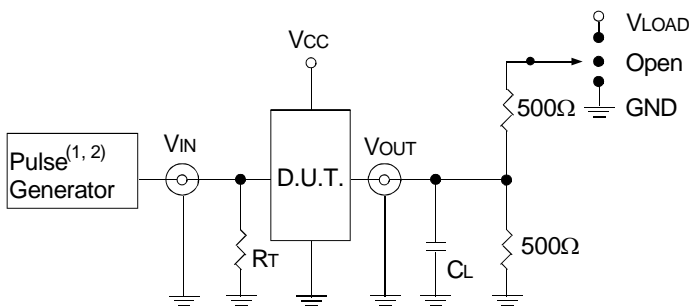 VLOAD
VCC
Open
500Ω
GND
VIN
VOUT
Pulse(1, 2)
Generator
D.U.T.
500Ω
RT
CL